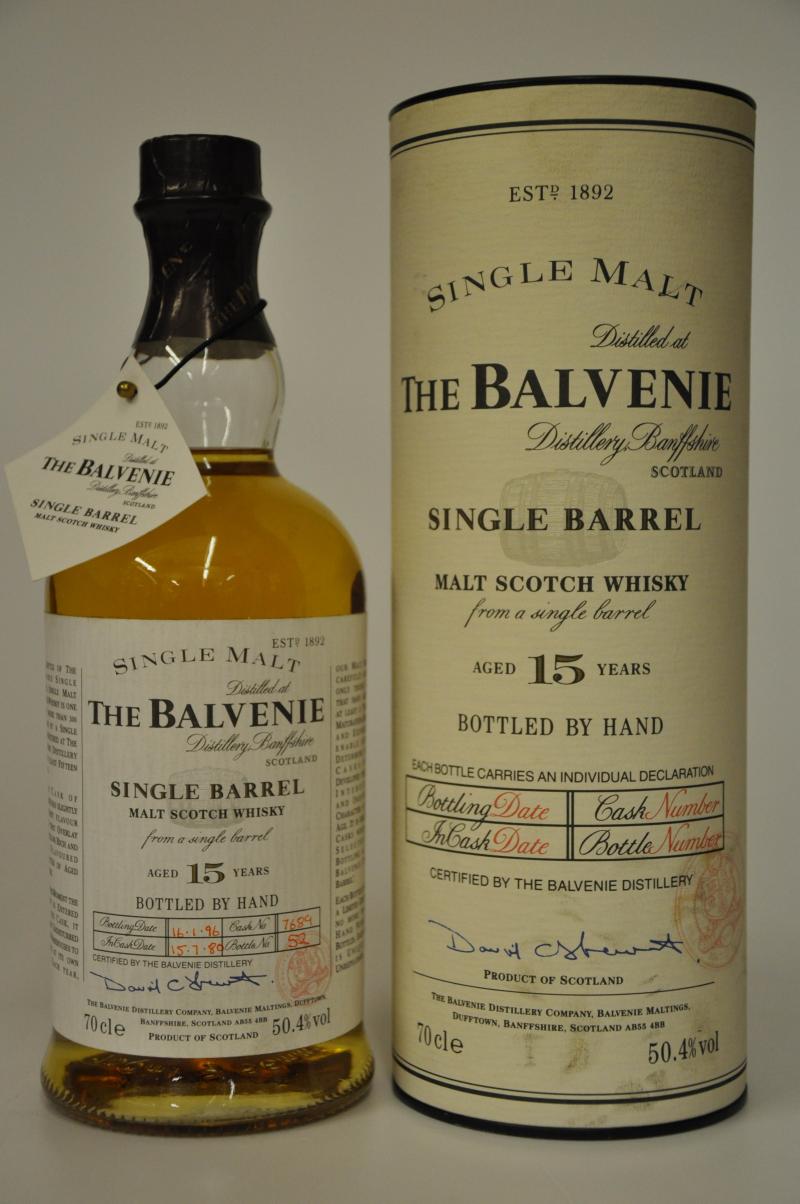 ESTD 1892
SINGLE MALT
Distilled at
THE BALVENIE
Distillery, Banffshire
SCOTLAND
SINGLE BARREL
MALT SCOTCH WHISKY
ESTD 1892
SINGLE MALT
Distilled at
THE BALVENIE
Distillery, Banffshire
SCOTLAND
SINGLE BARREL
MALT SCOTCH WHISKY
from a single barrel
AGED 15 YEARS
BOTTLED BY HAND
Bottling Date 16.1.96 Cask No 7689
In Cask Date 15.7.80 Bottle No 52
CERTIFIED BY THE BALVENIE DISTILLERY
David C Stewart.
THE BALVENIE DISTILLERY COMPANY, BALVENIE MALTINGS, DUFFTOWN,
BANFFSHIRE, SCOTLAND AB55 4BB
70cl e PRODUCT OF SCOTLAND 50.4%vol
ESTD 1892
SINGLE MALT
Distilled at
THE BALVENIE
Distillery, Banffshire
SCOTLAND
SINGLE BARREL
MALT SCOTCH WHISKY
from a single barrel
AGED 15 YEARS
BOTTLED BY HAND
EACH BOTTLE CARRIES AN INDIVIDUAL DECLARATION
Bottling Date Cask Number
In Cask Date Bottle Number
CERTIFIED BY THE BALVENIE DISTILLERY
David C Stewart.
PRODUCT OF SCOTLAND
THE BALVENIE DISTILLERY COMPANY, BALVENIE MALTINGS,
DUFFTOWN, BANFFSHIRE, SCOTLAND AB55 4BB
70cl e 50.4%vol